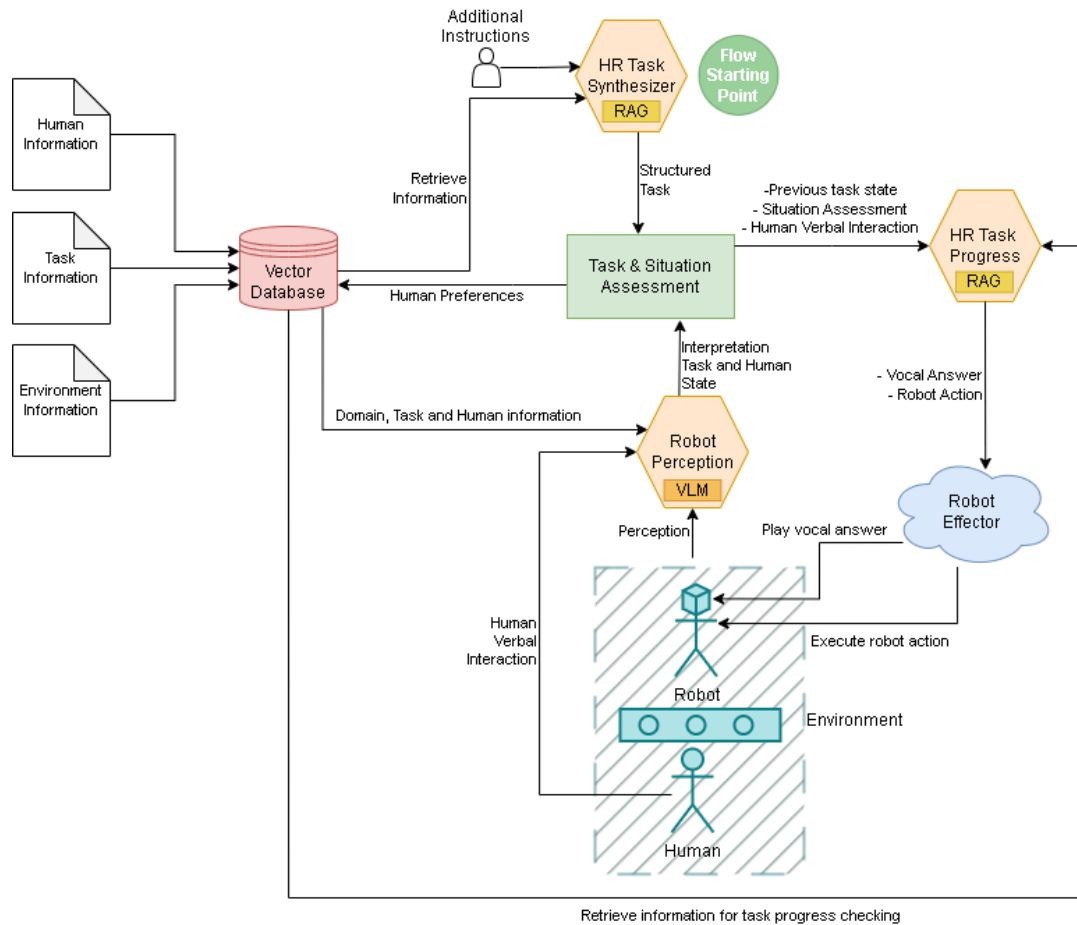 Additional
Instructions
HR Task
Synthesizer
RAG
Flow
Starting
Point
Human
Information
Task
Information
Environment
Information
Vector
Database
Retrieve
Information
Structured
Task
Task & Situation
Assessment
Human Preferences
-Previous task state
- Situation Assessment
- Human Verbal Interaction
HR Task
Progress
RAG
Interpretation
Task and Human
State
Domain, Task and Human information
Robot
Perception
VLM
Perception
- Vocal Answer
- Robot Action
Robot
Effector
Play vocal answer
Execute robot action
Human
Verbal
Interaction
Robot
Environment
Human
Retrieve information for task progress checking